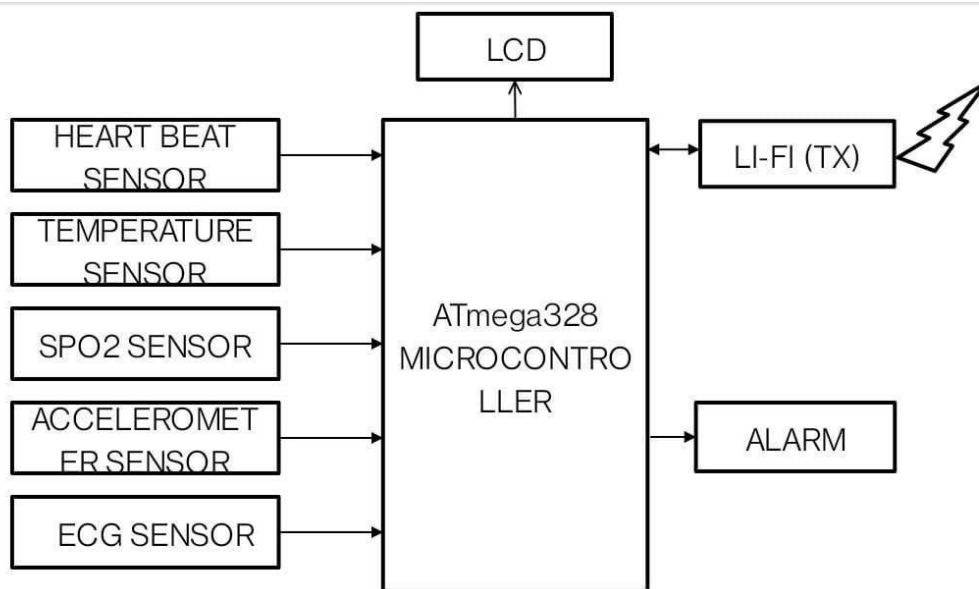 LCD
HEART BEAT
SENSOR
LI-FI (TX)
TEMPERATURE
SENSOR
SPO2 SENSOR
ATmega328
MICROCONTRO
LLER
ACCELEROMET
ER SENSOR
ALARM
ECG SENSOR